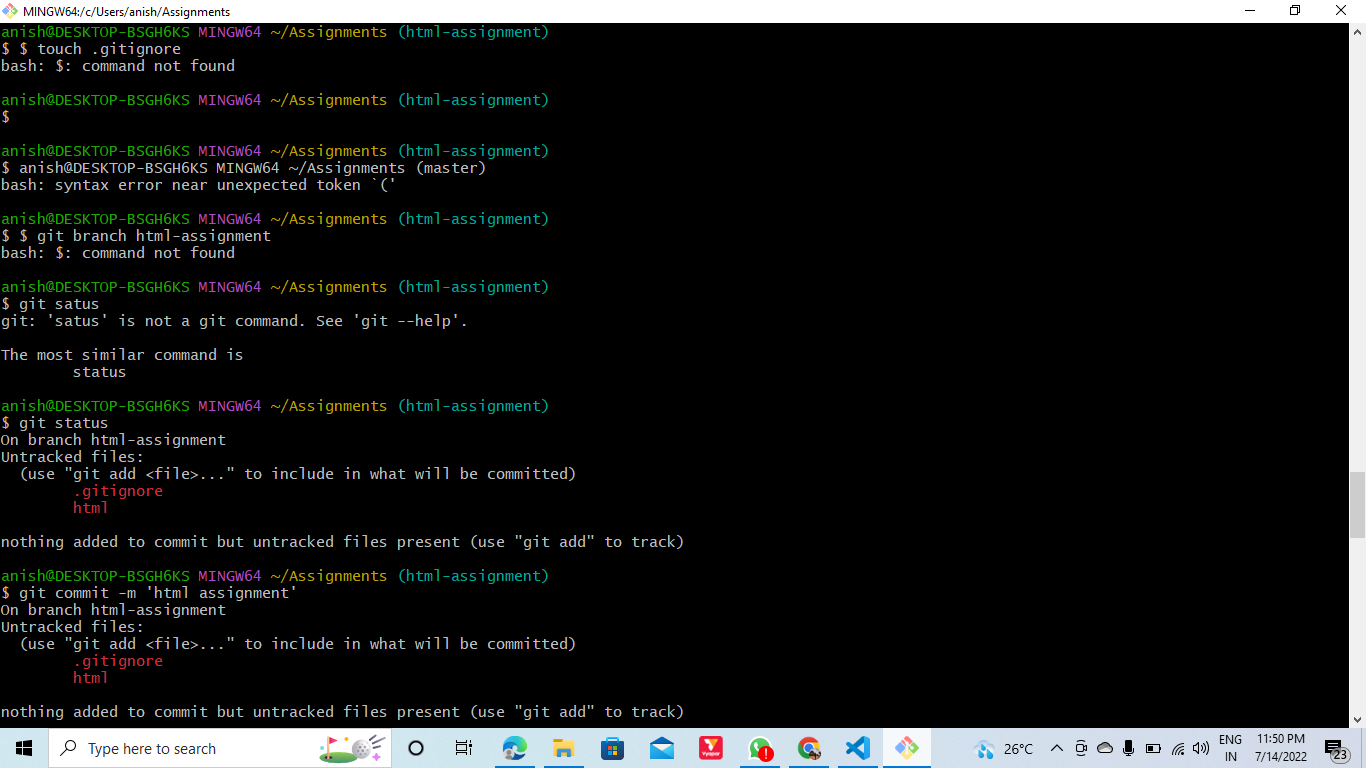 MINGW64:/c/Users/anish/Assignments
anish@DESKTOP-BSGH6KS MINGW64 ~/Assignments (html-assignment)
$ $ touch .gitignore
bash: $: command not found
anish@DESKTOP-BSGH6KS MINGW64 ~/Assignments (html-assignment)
$
anish@DESKTOP-BSGH6KS MINGW64 ~/Assignments (html-assignment)
$ anish@DESKTOP-BSGH6KS MINGW64 ~/Assignments (master)
bash: syntax error near unexpected token `('
anish@DESKTOP-BSGH6KS MINGW64 ~/Assignments (html-assignment)
$ $ git branch html-assignment
bash: $: command not found
anish@DESKTOP-BSGH6KS MINGW64 ~/Assignments (html-assignment)
$ git satus
git: 'satus' is not a git command. See 'git --help'.
The most similar command is
status
anish@DESKTOP-BSGH6KS MINGW64 ~/Assignments (html-assignment)
$ git status
On branch html-assignment
Untracked files:
(use "git add <file>..." to include in what will be committed)
.gitignore
html
nothing added to commit but untracked files present (use "git add" to track)
anish@DESKTOP-BSGH6KS MINGW64 ~/Assignments (html-assignment)
$ git commit -m 'html assignment'
On branch html-assignment
Untracked files:
(use "git add <file>..." to include in what will be committed)
.gitignore
html
nothing added to commit but untracked files present (use "git add" to track)
Type here to search
26°C
ENG
IN
11:50 PM
7/14/2022
23